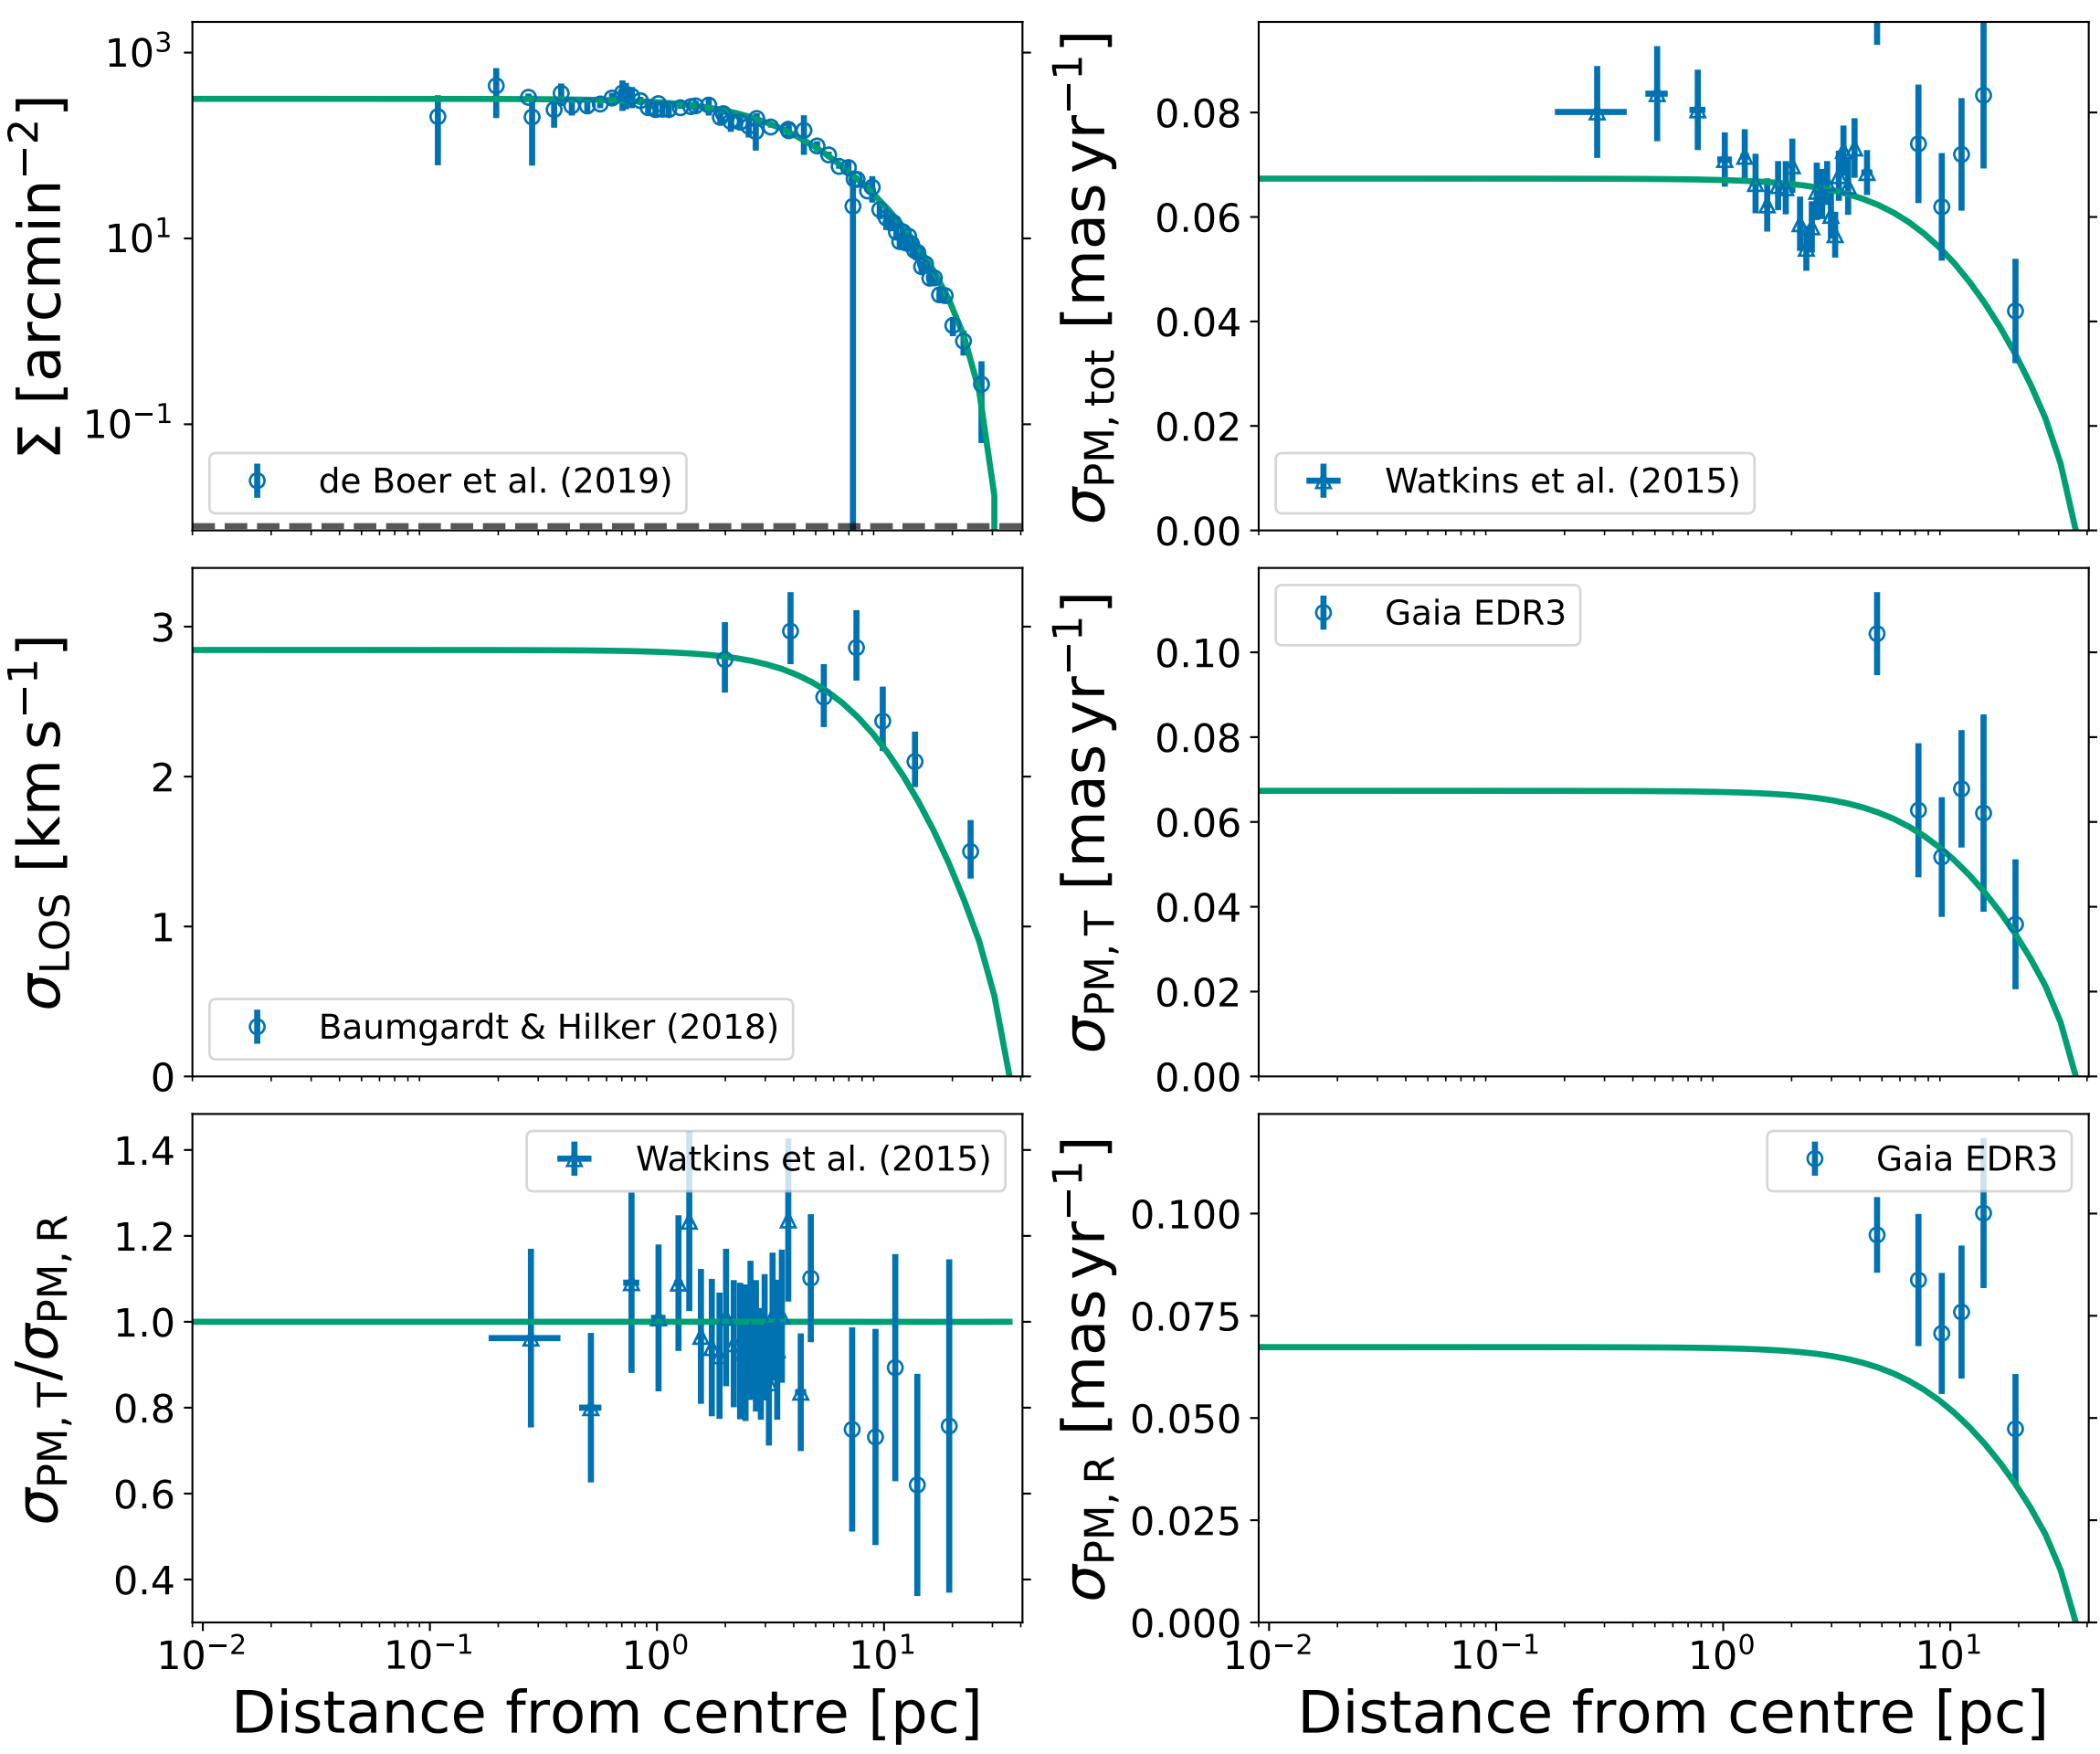 Σ [arcmin⁻²]
10³
10¹
10⁻¹
de Boer et al. (2019)
σPM, tot [mas yr⁻¹]
0.08
0.06
0.04
0.02
0.00
Watkins et al. (2015)
σLOS [km s⁻¹]
3
2
1
0
Baumgardt & Hilker (2018)
σPM, T [mas yr⁻¹]
0.10
0.08
0.06
0.04
0.02
0.00
Gaia EDR3
σPM, T/σPM, R
1.4
1.2
1.0
0.8
0.6
0.4
Watkins et al. (2015)
10⁻² 10⁻¹ 10⁰ 10¹
Distance from centre [pc]
σPM, R [mas yr⁻¹]
0.100
0.075
0.050
0.025
0.000
Gaia EDR3
10⁻² 10⁻¹ 10⁰ 10¹
Distance from centre [pc]